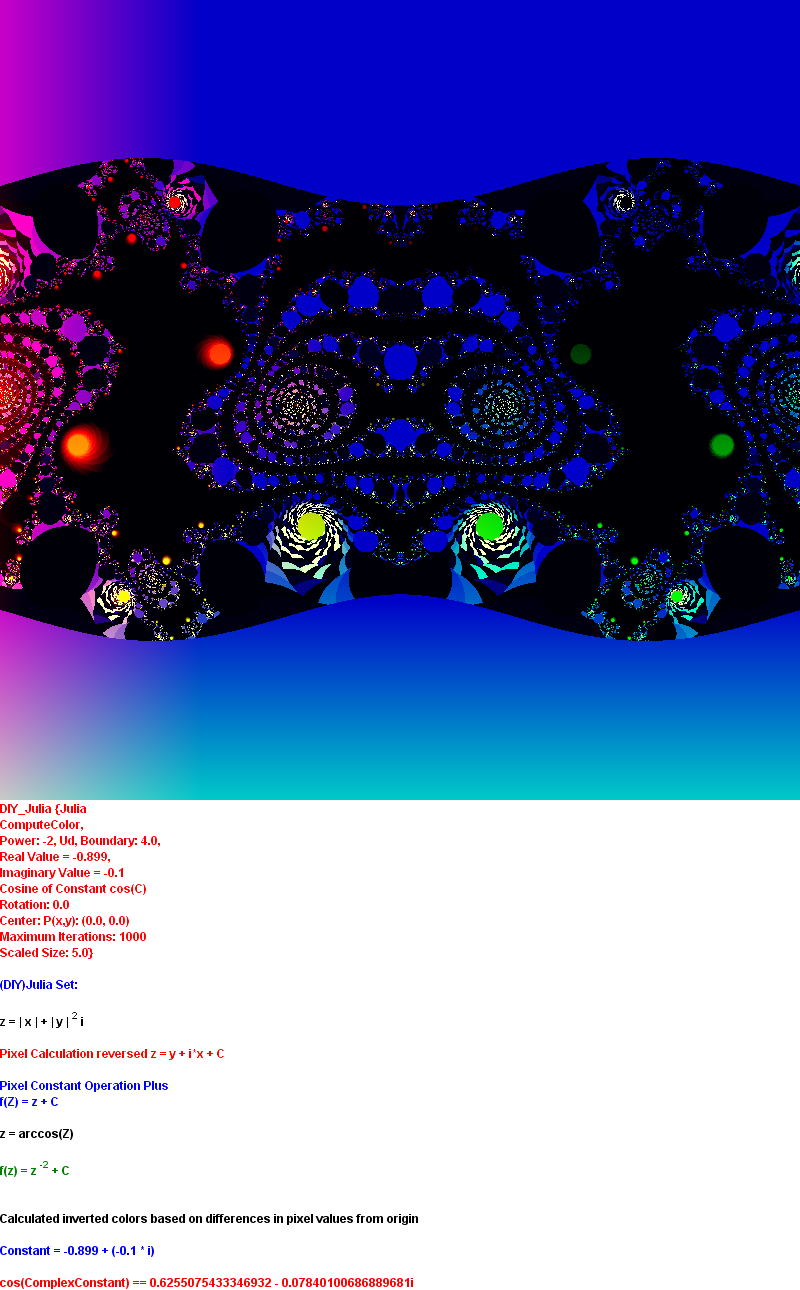 DIY_Julia {Julia
ComputeColor,
Power: -2, Ud, Boundary: 4.0,
Real Value = -0.899,
Imaginary Value = -0.1
Cosine of Constant cos(C)
Rotation: 0.0
Center: P(x,y): (0.0, 0.0)
Maximum Iterations: 1000
Scaled Size: 5.0}
(DIY)Julia Set:
z = | x | + | y | ² i
Pixel Calculation reversed z = y + i*x + C
Pixel Constant Operation Plus
f(Z) = z + C
z = arccos(Z)
f(z) = z ⁻² + C
Calculated inverted colors based on differences in pixel values from origin
Constant = -0.899 + (-0.1 * i)
cos(ComplexConstant) == 0.6255075433346932 - 0.07840100686889681i